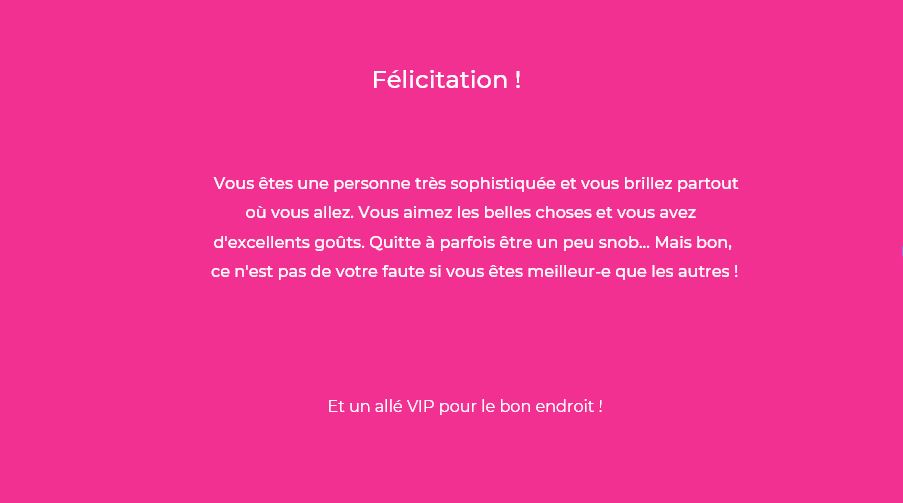 Félicitation !
Vous êtes une personne très sophistiquée et vous brillez partout
où vous allez. Vous aimez les belles choses et vous avez
d'excellents goûts. Quitte à parfois être un peu snob... Mais bon,
ce n'est pas de votre faute si vous êtes meilleur-e que les autres !
Et un allé VIP pour le bon endroit !